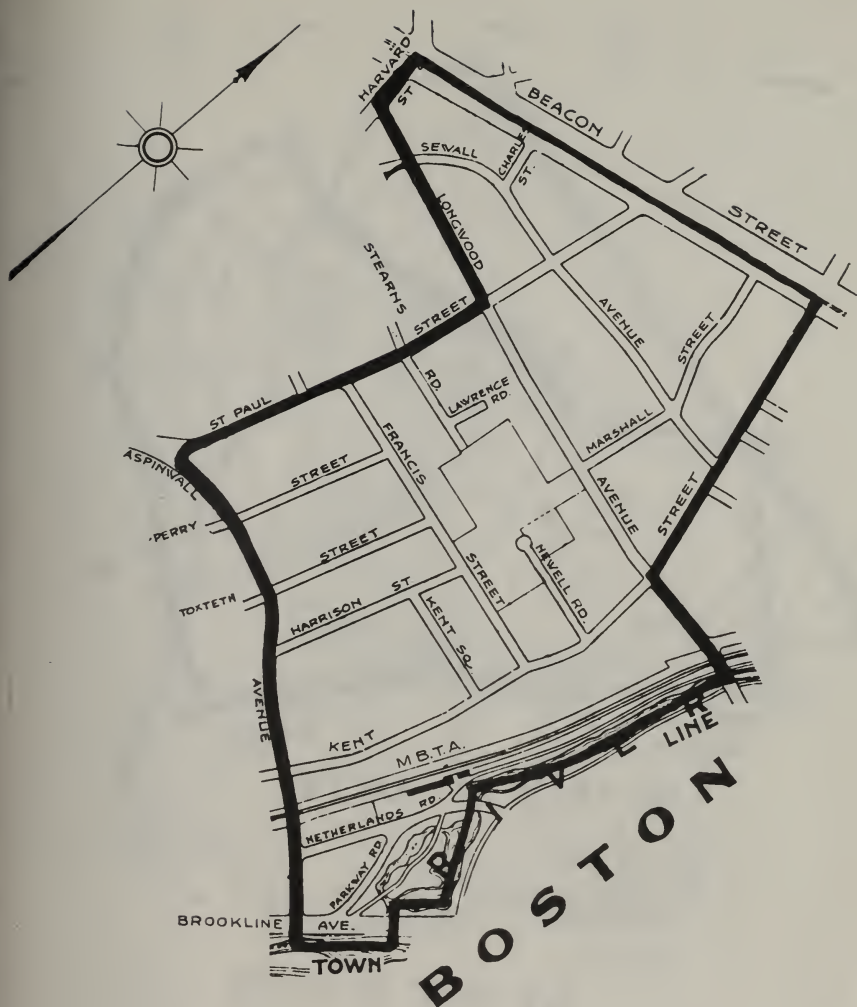 HARVARD
ST
BEACON
STREET
SEWALL
CHARLES
ST.
LONGWOOD
STEARNS
STREET
AVENUE
STREET
RD.
LAWRENCE
RD.
ST PAUL
MARSHALL
ASPINWALL
STREET
FRANCIS
AVENUE
STREET
PERRY
STREET
STREET
NEWELL RD.
TOXTETH
HARRISON ST
KENT SQ.
AVENUE
KENT
M.B.T.A.
RIVER
LINE
NETHERLANDS RD.
PARKWAY RD
BROOKLINE AVE.
TOWN
BOSTON